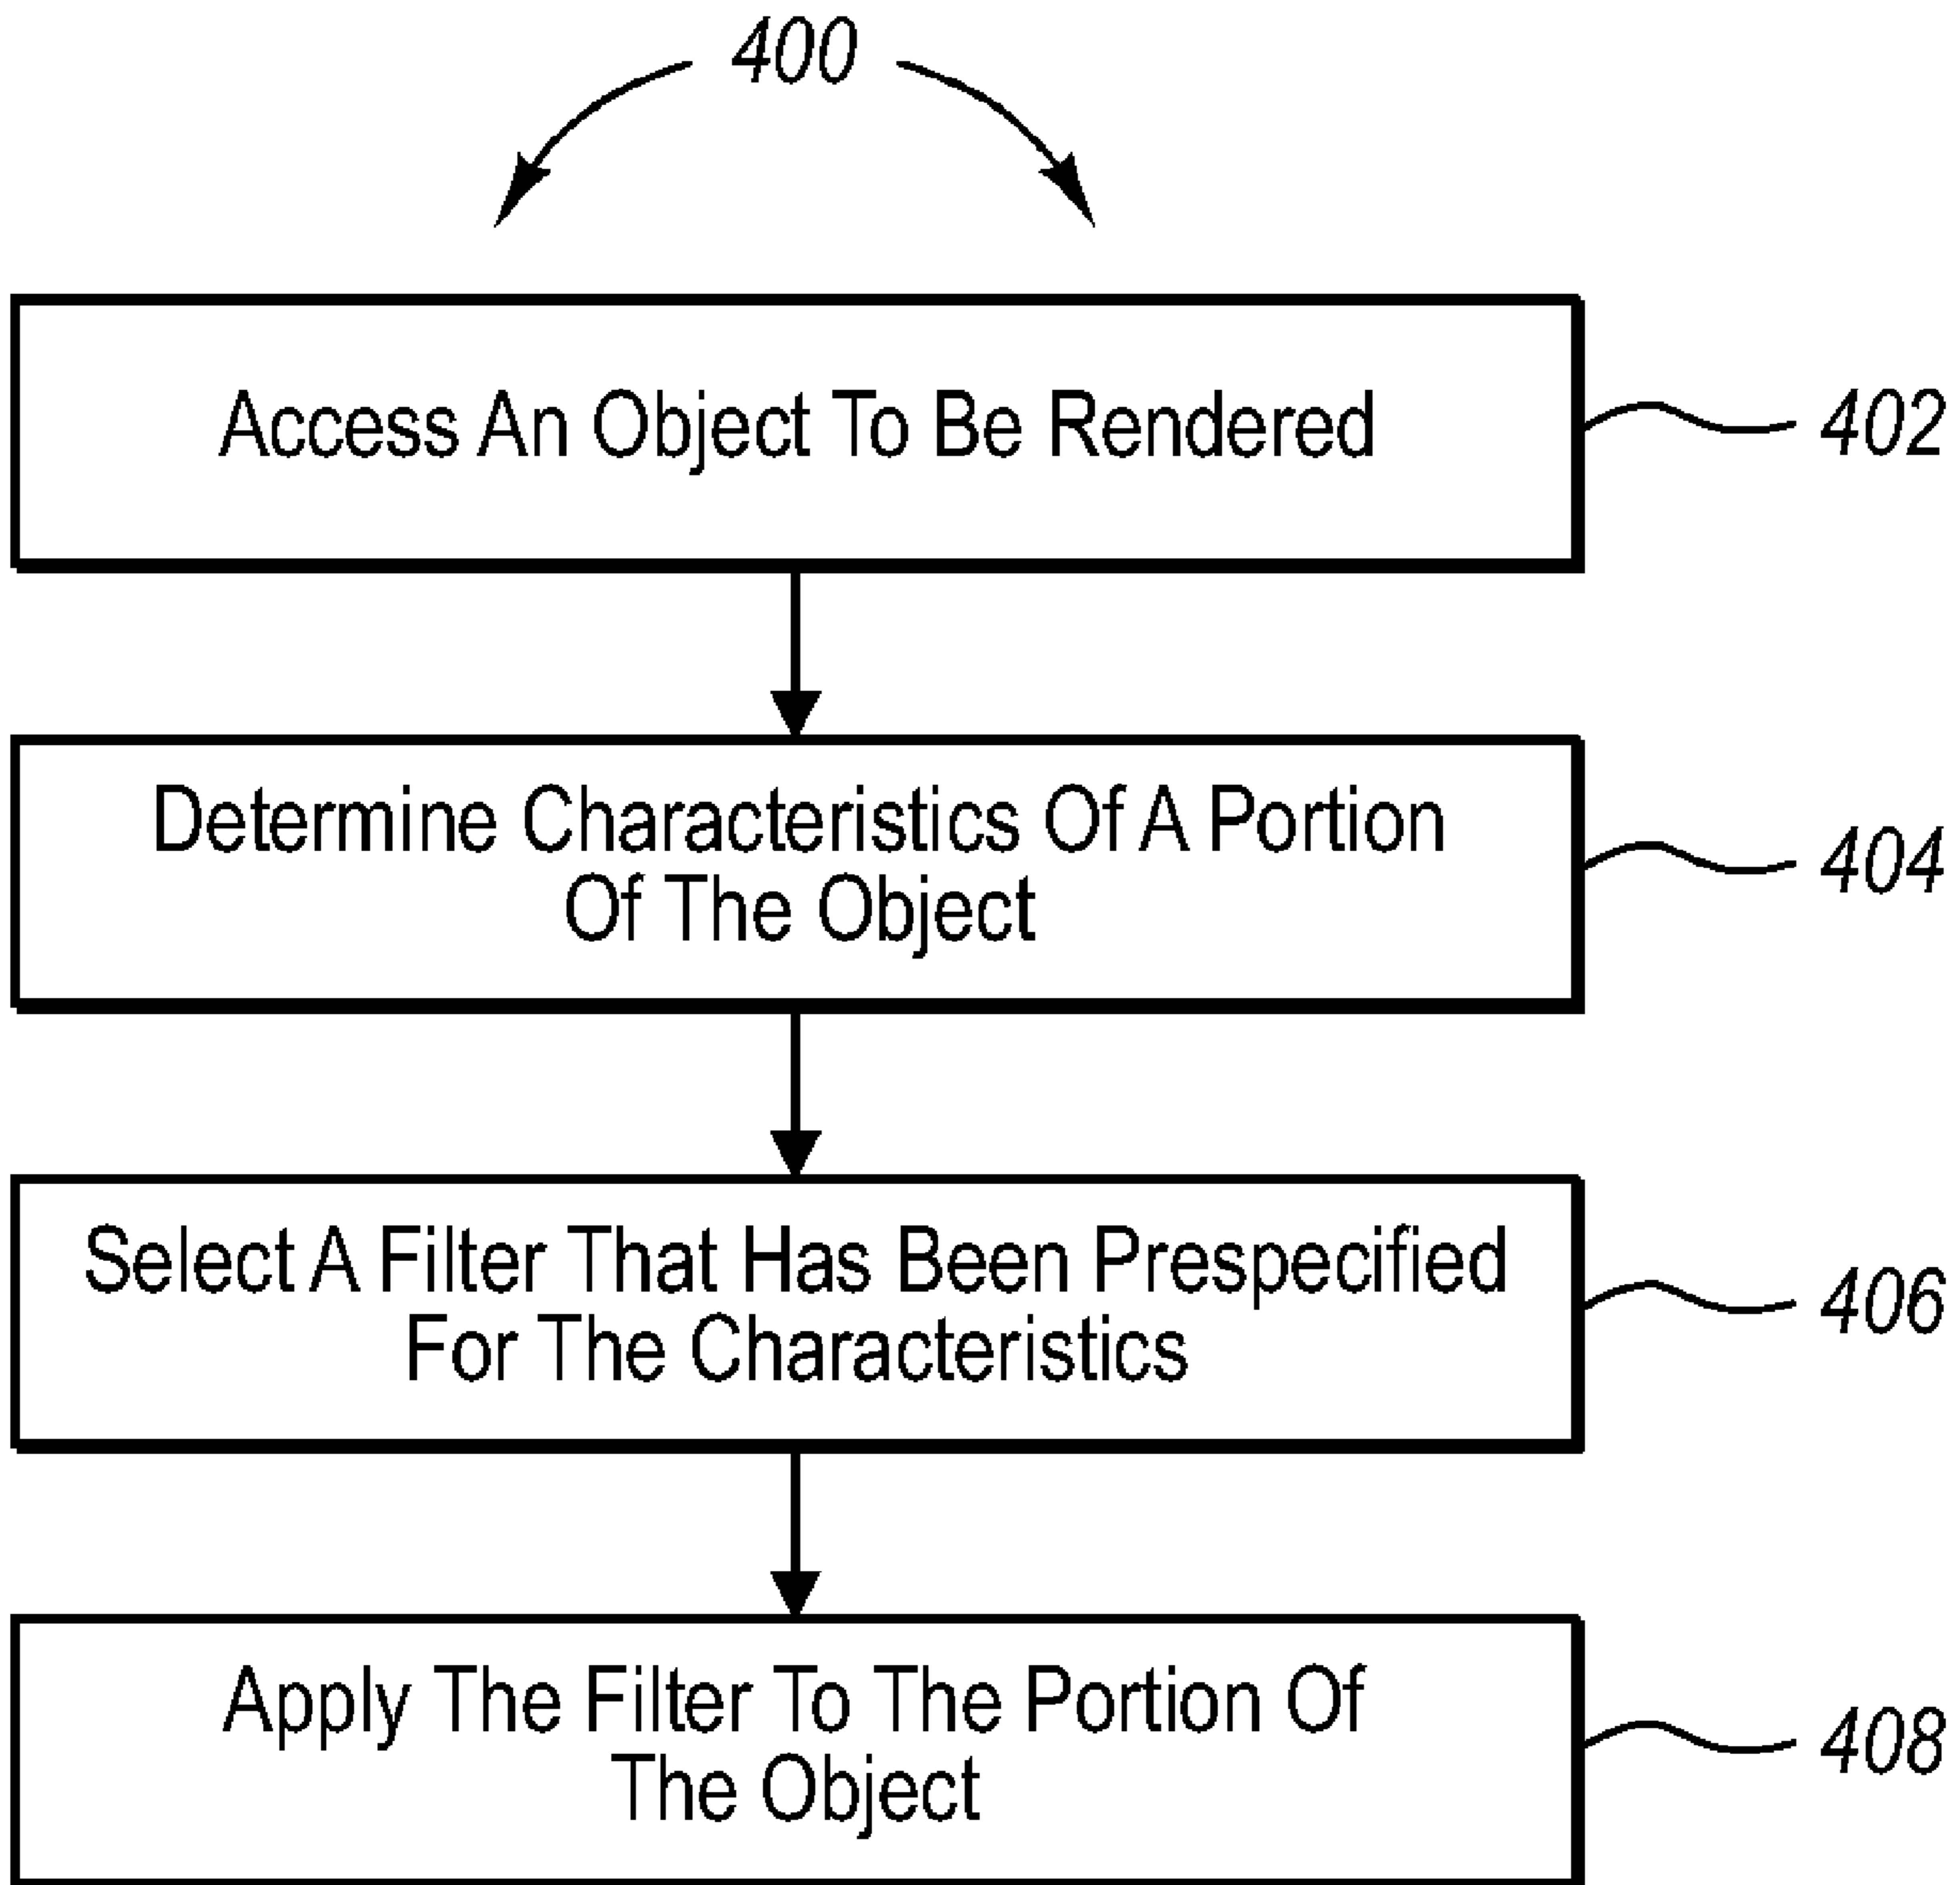 400
Access An Object To Be Rendered
402
Determine Characteristics Of A Portion
Of The Object
404
Select A Filter That Has Been Prespecified
For The Characteristics
406
Apply The Filter To The Portion Of
The Object
408